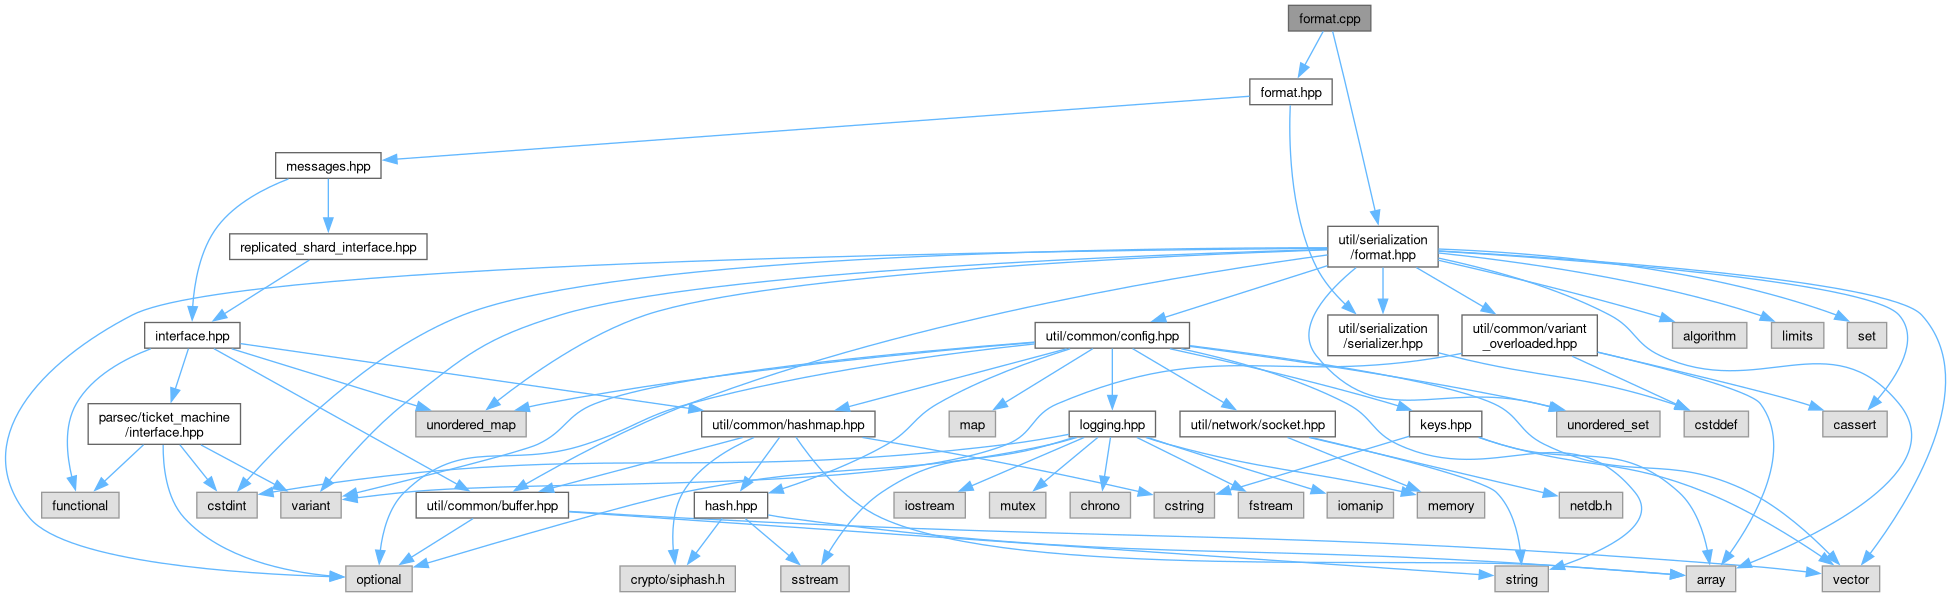 format.cpp
format.hpp
messages.hpp
replicated_shard_interface.hpp
util/serialization
/format.hpp
interface.hpp
util/common/config.hpp
util/serialization
/serializer.hpp
util/common/variant
_overloaded.hpp
algorithm
limits
set
parsec/ticket_machine
/interface.hpp
unordered_map
util/common/hashmap.hpp
map
logging.hpp
util/network/socket.hpp
keys.hpp
unordered_set
cstddef
cassert
functional
cstdint
variant
util/common/buffer.hpp
hash.hpp
iostream
mutex
chrono
cstring
fstream
iomanip
memory
netdb.h
optional
crypto/siphash.h
sstream
string
array
vector